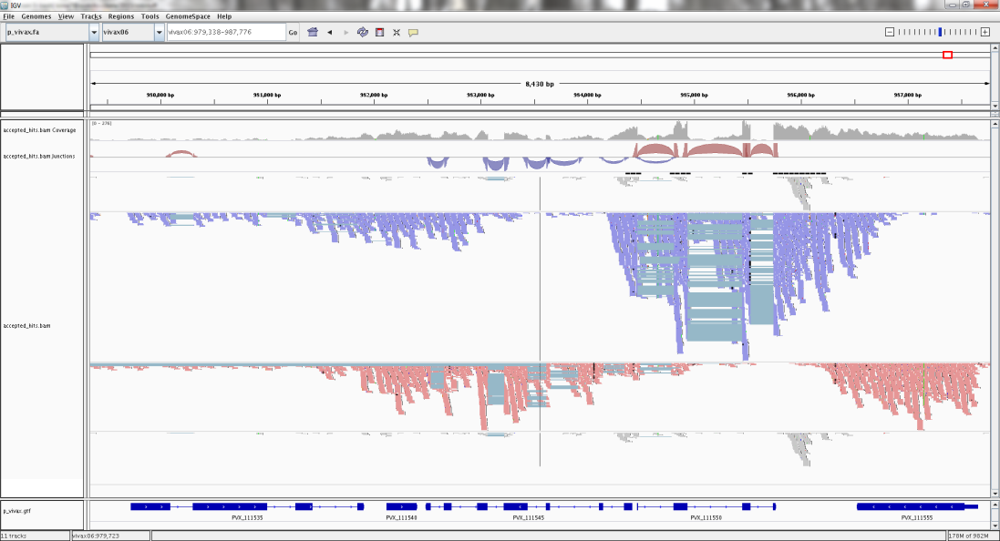 IGV
File Genomes View Tracks Regions Tools GenomeSpace Help
p_vivax.fa vivax06 vivax06:979,338-987,776 Go
8,430 bp
980,000 bp 981,000 bp 982,000 bp 983,000 bp 984,000 bp 985,000 bp 986,000 bp 987,000 bp
[0 - 276]
accepted_hits.bam Coverage
accepted_hits.bam Junctions
accepted_hits.bam
p_vivax.gtf
PVX_111535 PVX_111540 PVX_111545 PVX_111550 PVX_111555
11 tracks vivax06:979,723 178M of 982M